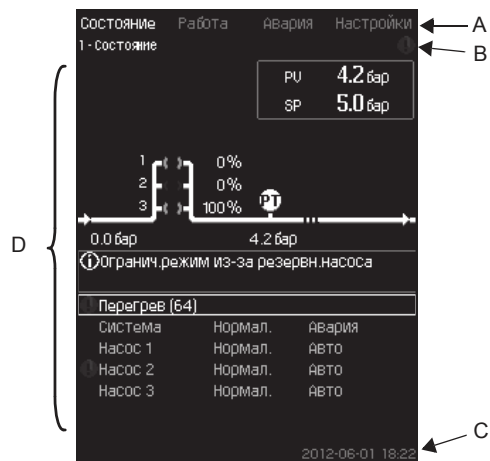 Состояние Работа Авария Настройки
A
1 - Состояние
B
PV 4.2 бар
SP 5.0 бар
D
1 0%
2 0%
3 100% PT
0.0 бар 4.2 бар
Огранич.режим из-за резервн.насоса
Перегрев (64)
Система Нормал. Авария
Насос 1 Нормал. Авто
Насос 2 Нормал. Авто
Насос 3 Нормал. Авто
C
2012-06-01 18:22